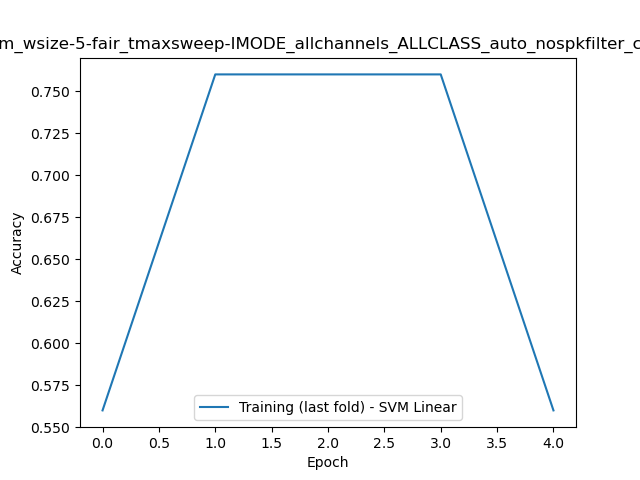 m_wsize-5-fair_tmaxsweep-IMODE_allchannels_ALLCLASS_auto_nospkfilter_c
0.750
0.725
0.700
0.675
0.650
0.625
0.600
0.575
0.550
Accuracy
Training (last fold) - SVM Linear
0.0 0.5 1.0 1.5 2.0 2.5 3.0 3.5 4.0
Epoch